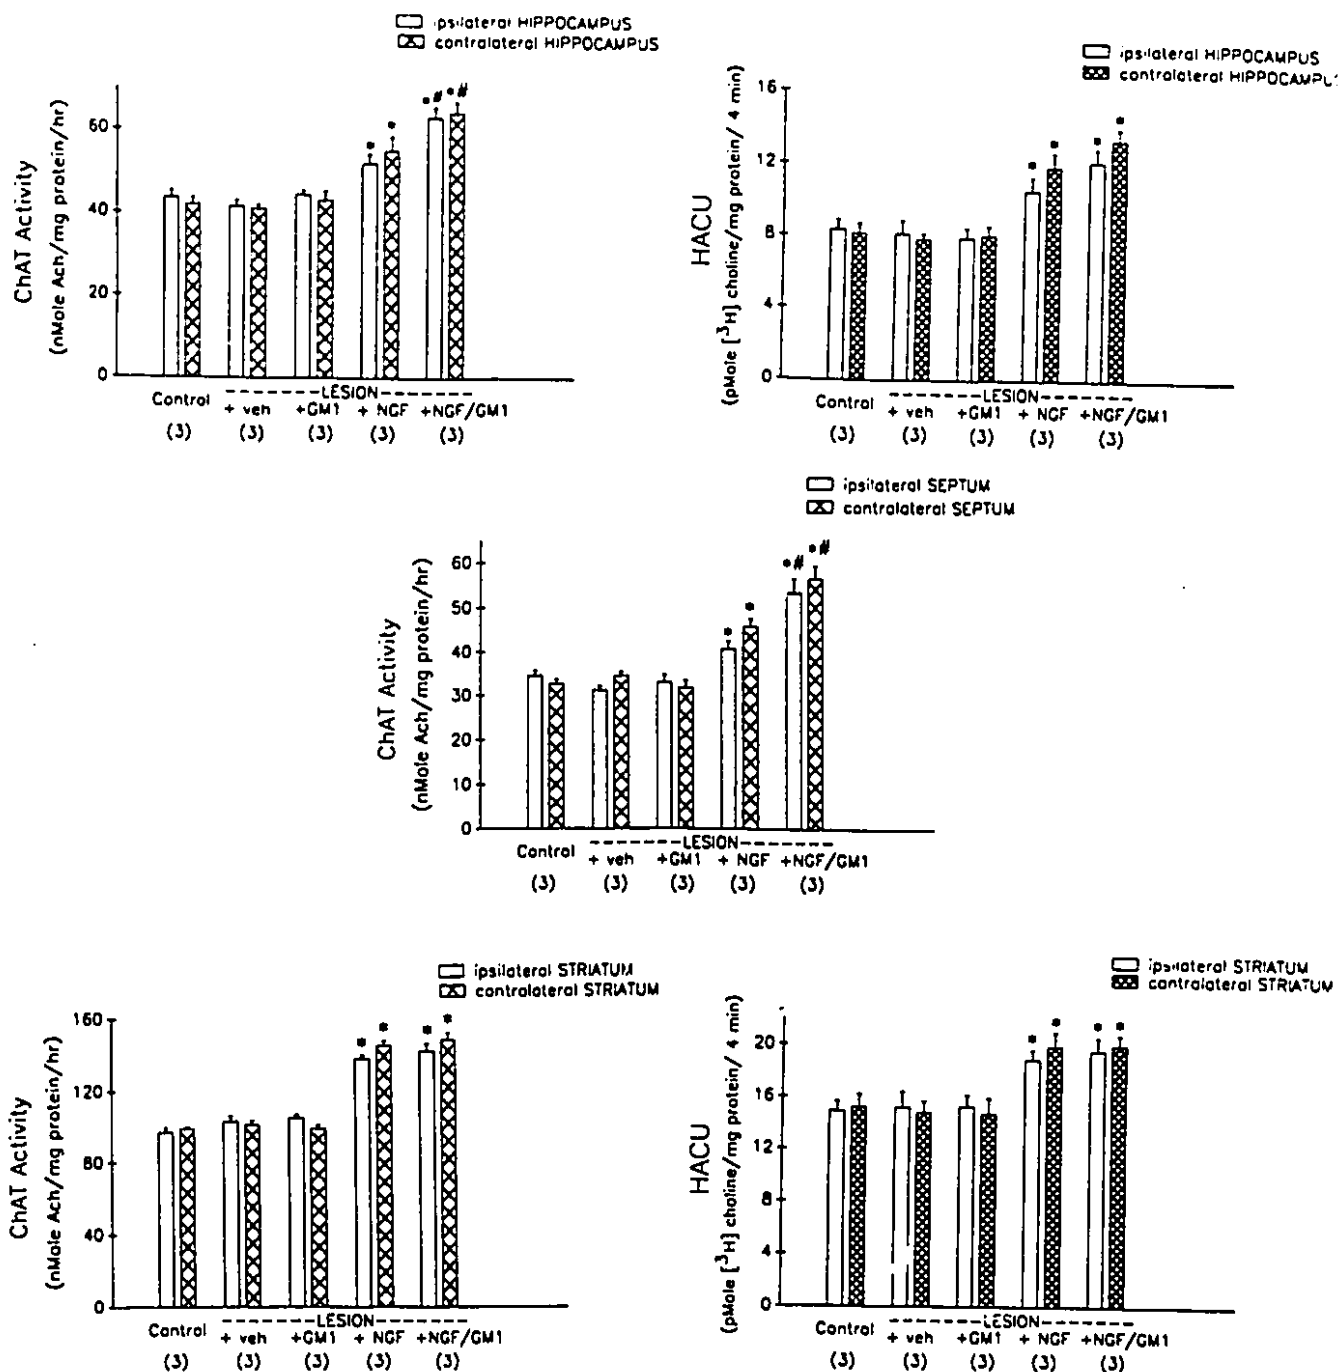 ipsilateral HIPPOCAMPUS
contralateral HIPPOCAMPUS
ChAT Activity
(nMole Ach/mg protein/hr)
60
40
20
0
* * *# *#
LESION
Control + veh +GM1 + NGF +NGF/GM1
(3) (3) (3) (3) (3)
ipsilateral HIPPOCAMPUS
contralateral HIPPOCAMPU
HACU
(pMole [³H] choline/mg protein/ 4 min)
16
12
8
4
0
* * * *
LESION
Control + veh +GM1 + NGF +NGF/GM1
(3) (3) (3) (3) (3)
ipsilateral SEPTUM
contralateral SEPTUM
ChAT Activity
(nMole Ach/mg protein/hr)
60
50
40
30
20
10
0
* * *# *#
LESION
Control + veh +GM1 + NGF +NGF/GM1
(3) (3) (3) (3) (3)
ipsilateral STRIATUM
contralateral STRIATUM
ChAT Activity
(nMole Ach/mg protein/hr)
160
120
80
40
0
* * * *
LESION
Control + veh +GM1 + NGF +NGF/GM1
(3) (3) (3) (3) (3)
ipsilateral STRIATUM
contralateral STRIATUM
HACU
(pMole [³H] choline/mg protein/ 4 min)
20
16
12
8
4
0
* * * *
LESION
Control + veh +GM1 + NGF +NGF/GM1
(3) (3) (3) (3) (3)